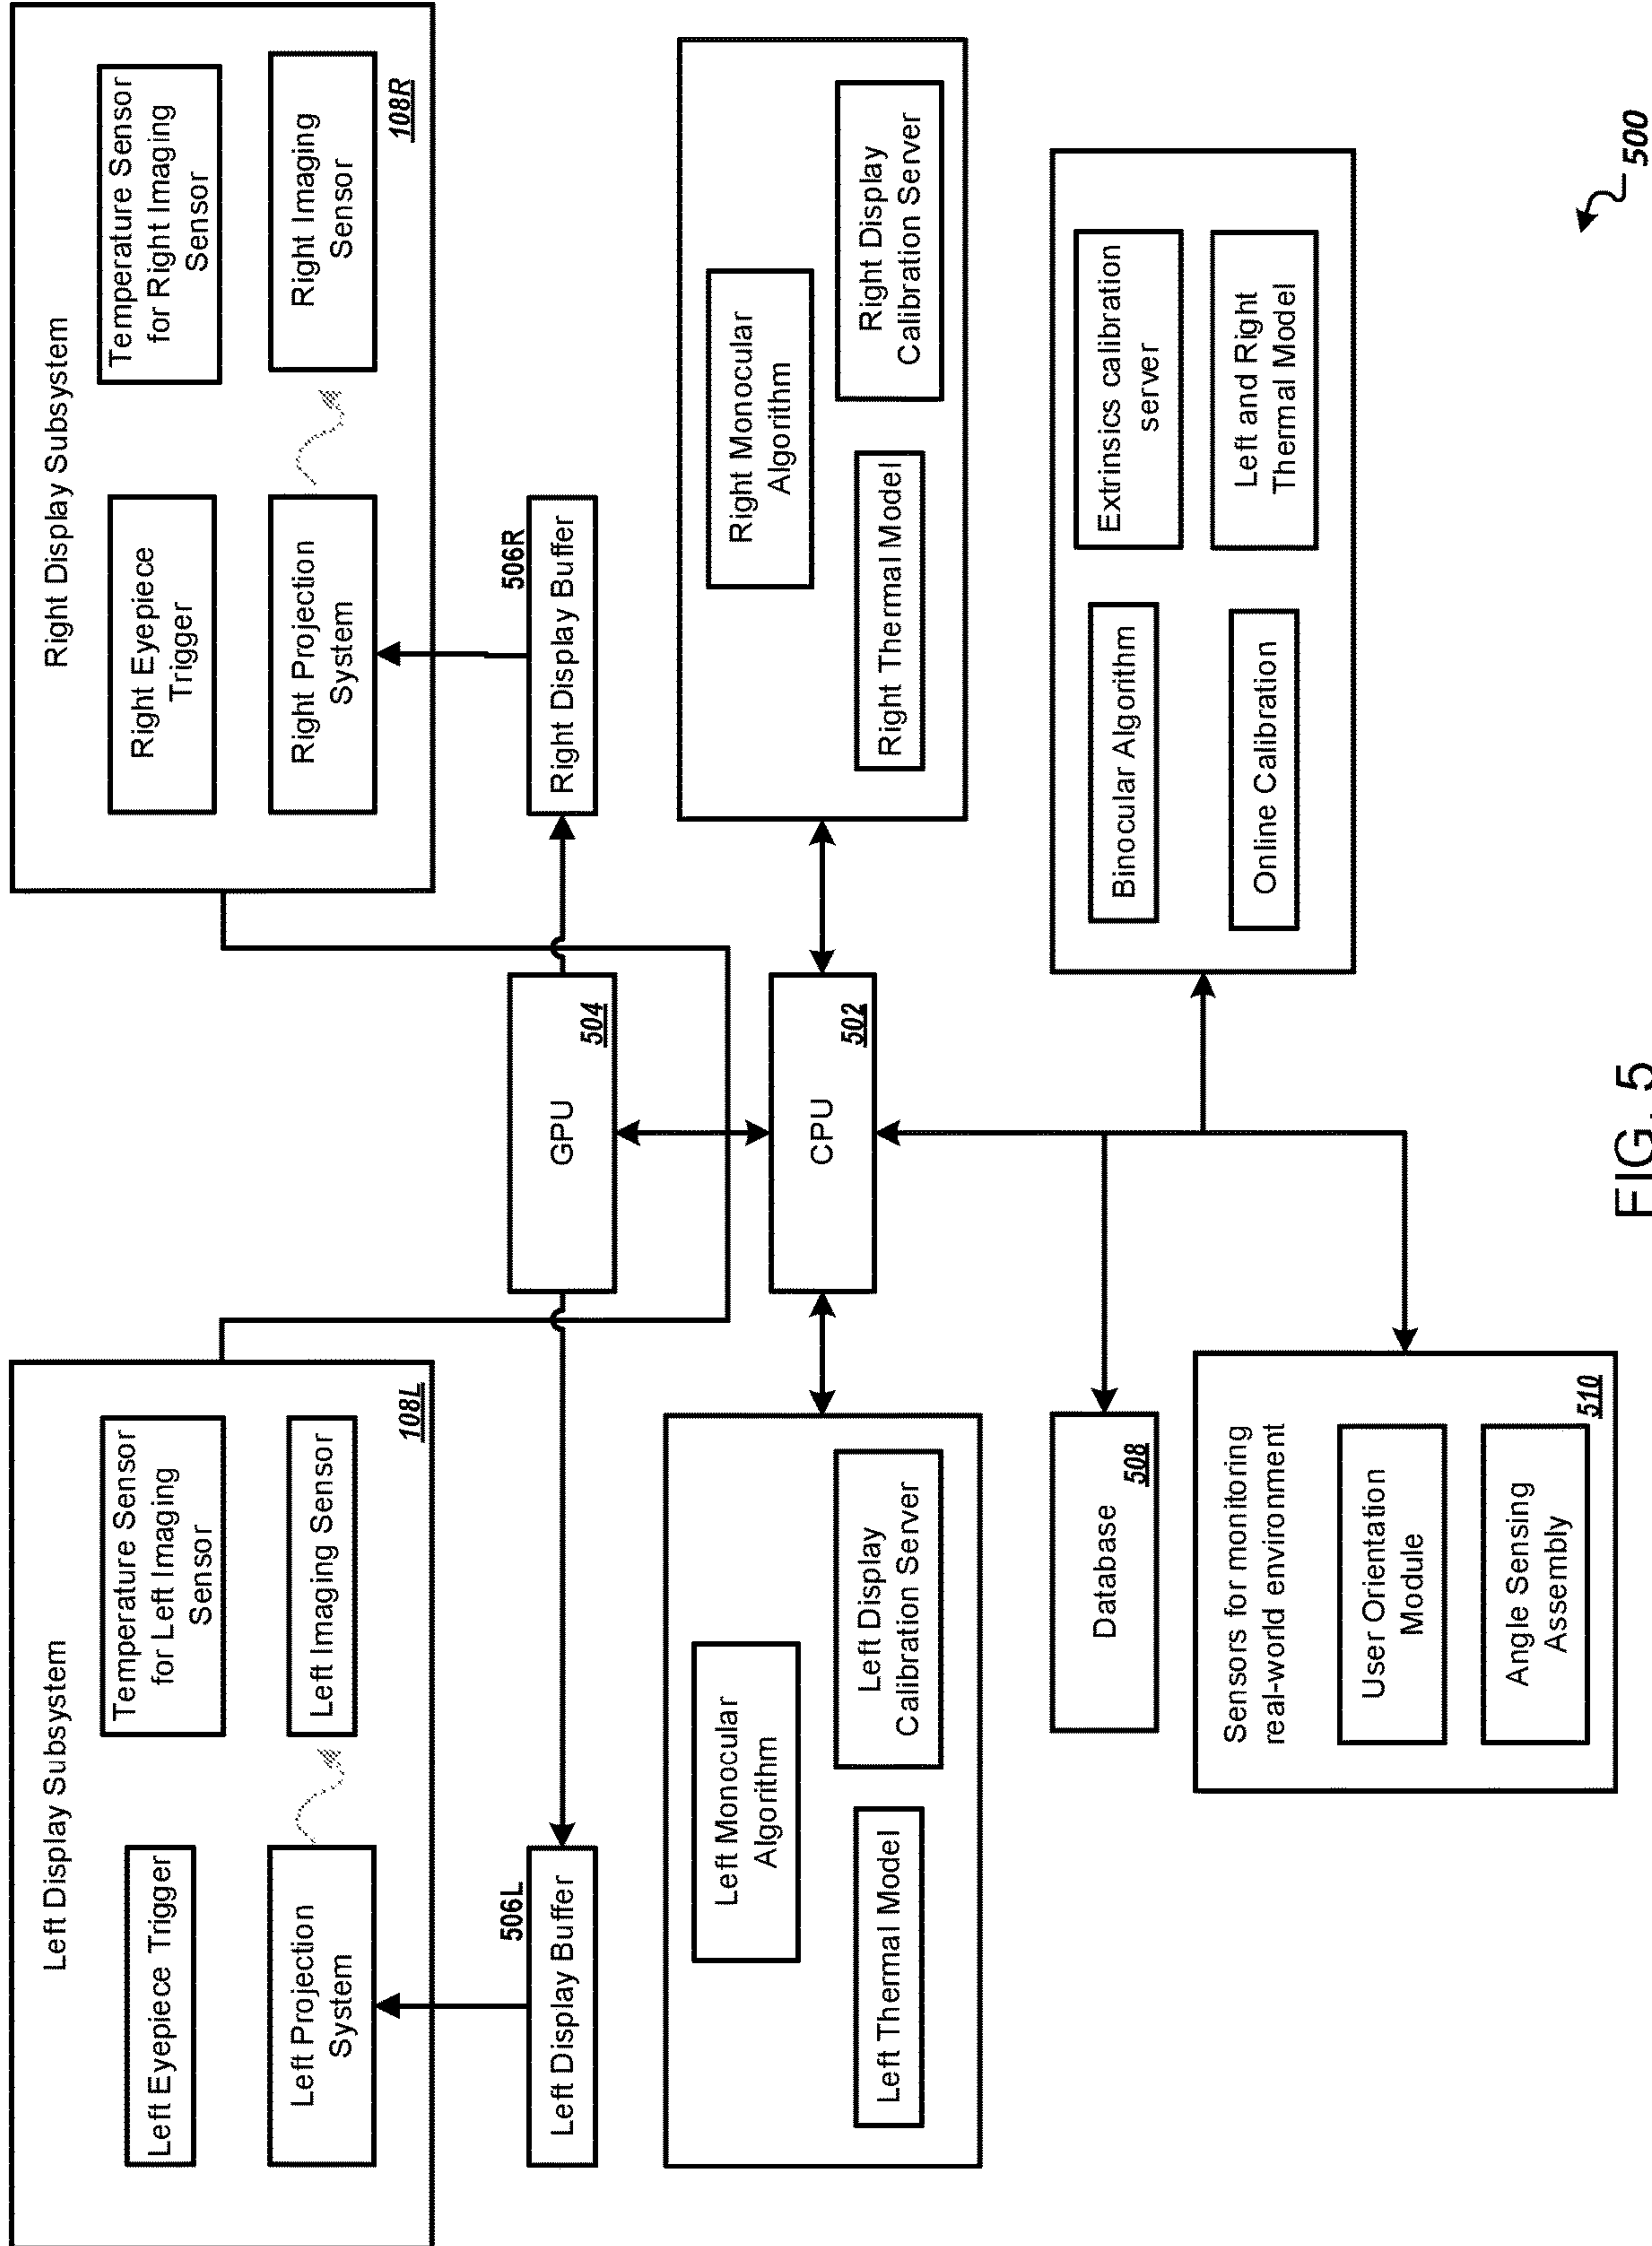 Left Display Subsystem
Left Eyepiece Trigger
Temperature Sensor
for Left Imaging
Sensor
Left Projection
System
Left Imaging Sensor
108L
Right Display Subsystem
Right Eyepiece
Trigger
Temperature Sensor
for Right Imaging
Sensor
Right Projection
System
Right Imaging
Sensor
108R
506L
Left Display Buffer
GPU
504
506R
Right Display Buffer
Left Monocular
Algorithm
Left Thermal Model
Left Display
Calibration Server
CPU
502
Right Monocular
Algorithm
Right Thermal Model
Right Display
Calibration Server
Database
508
Binocular Algorithm
Extrinsics calibration
server
Online Calibration
Left and Right
Thermal Model
Sensors for monitoring
real-world environment
User Orientation
Module
Angle Sensing
Assembly
510
500
FIG. 5